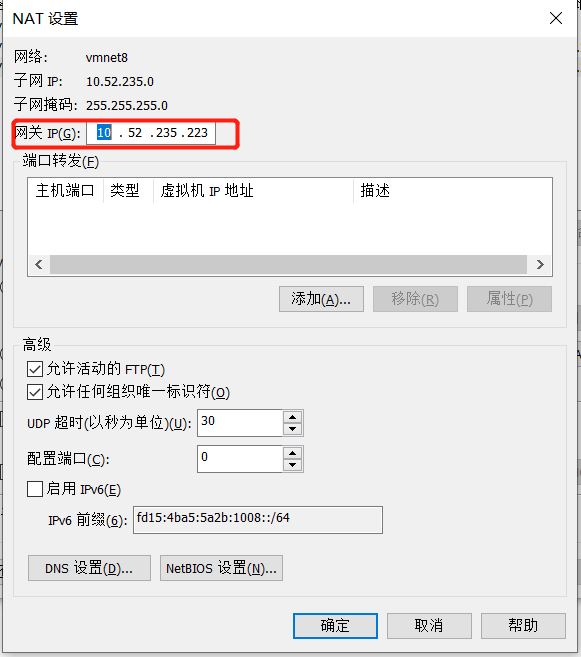 NAT 设置
网络: vmnet8
子网 IP: 10.52.235.0
子网掩码: 255.255.255.0
网关 IP(G): 10 . 52 . 235 . 223
端口转发(F)
主机端口 类型 虚拟机 IP 地址 描述
添加(A)... 移除(R) 属性(P)
高级
允许活动的 FTP(T)
允许任何组织唯一标识符(O)
UDP 超时(以秒为单位)(U): 30
配置端口(C): 0
启用 IPv6(E)
IPv6 前缀(6): fd15:4ba5:5a2b:1008::/64
DNS 设置(D)... NetBIOS 设置(N)...
确定 取消 帮助